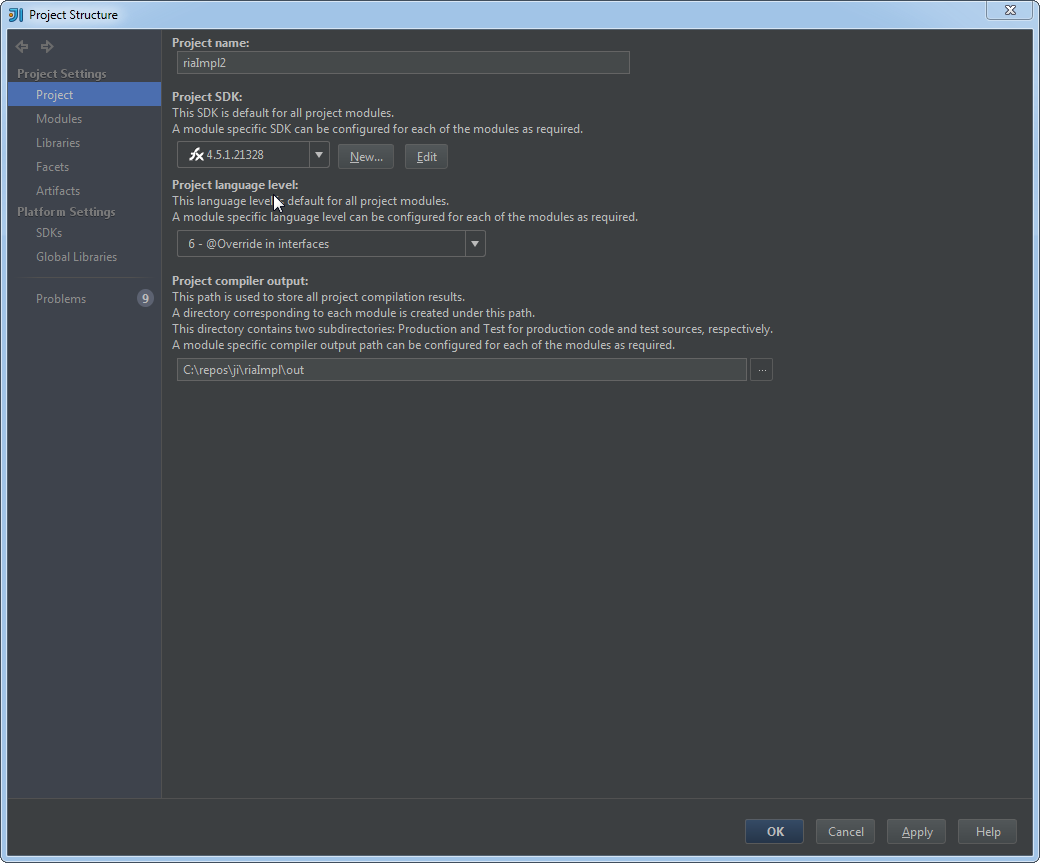 Project Structure
Project Settings
Project
Modules
Libraries
Facets
Artifacts
Platform Settings
SDKs
Global Libraries
Problems 9
Project name:
riaImpl2
Project SDK:
This SDK is default for all project modules.
A module specific SDK can be configured for each of the modules as required.
fx 4.5.1.21328 New... Edit
Project language level:
This language level default for all project modules.
A module specific language level can be configured for each of the modules as required.
6 - @Override in interfaces
Project compiler output:
This path is used to store all project compilation results.
A directory corresponding to each module is created under this path.
This directory contains two subdirectories: Production and Test for production code and test sources, respectively.
A module specific compiler output path can be configured for each of the modules as required.
C:\repos\ji\riaImpl\out ...
OK Cancel Apply Help